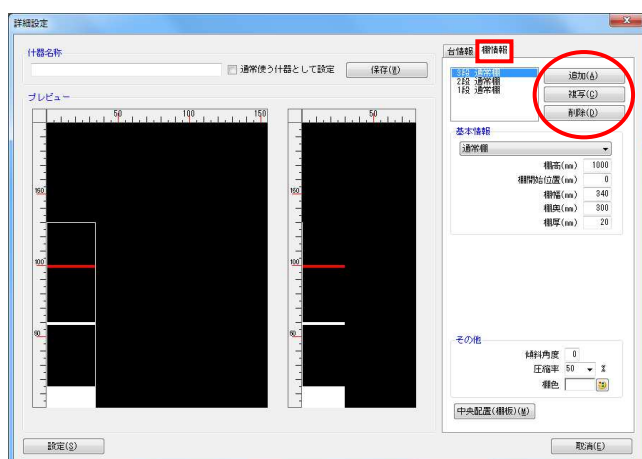 詳細設定
什器名称
通常使う什器として設定
保存(W)
プレビュー
50 100 150
50
150
100
50
150
100
50
台情報 棚情報
3段 通常棚
2段 通常棚
1段 通常棚
追加(A)
複写(C)
削除(D)
基本情報
通常棚
棚高(mm) 1000
棚開始位置(mm) 0
棚幅(mm) 340
棚奥(mm) 300
棚厚(mm) 20
その他
傾斜角度 0
圧縮率 50 %
棚色
中央配置(棚板)(M)
設定(S)
取消(E)